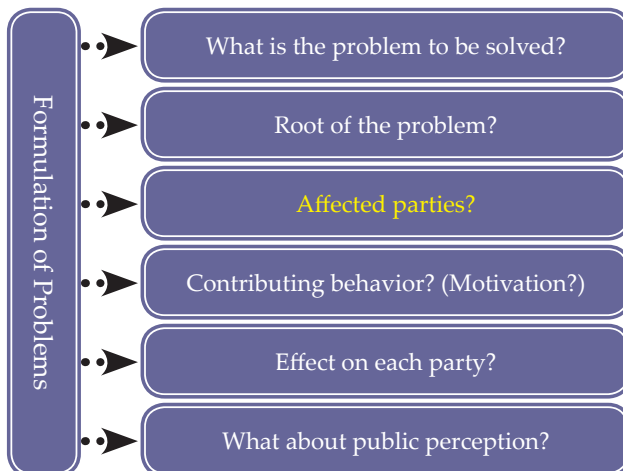 Formulation of Problems
What is the problem to be solved?
Root of the problem?
Affected parties?
Contributing behavior? (Motivation?)
Effect on each party?
What about public perception?